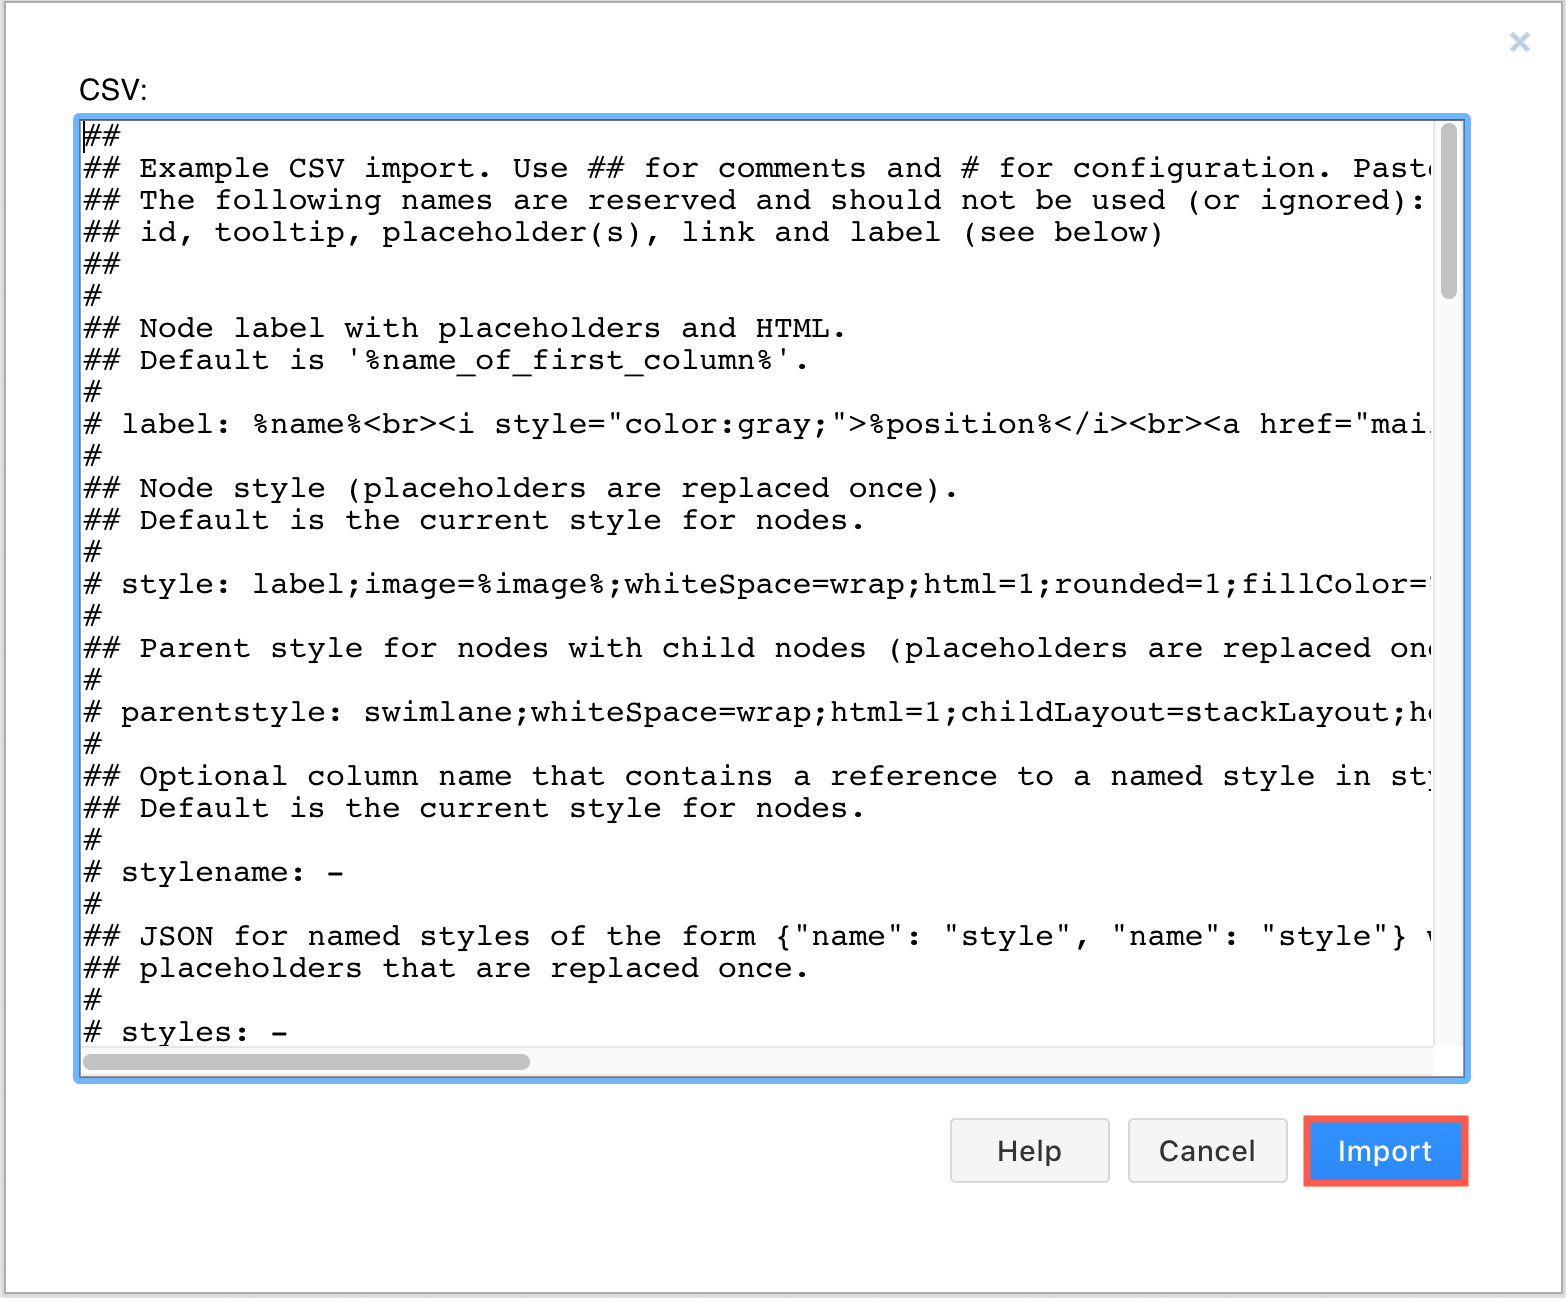 CSV:
##
## Example CSV import. Use ## for comments and # for configuration.
## The following names are reserved and should not be used (or ignored):
## id, tooltip, placeholder(s), link and label (see below)
##
#
## Node label with placeholders and HTML.
## Default is '%name_of_first_column%'.
#
# label: %name%<br><i style="color:gray;">%position%</i><br><a href="mai
#
## Node style (placeholders are replaced once).
## Default is the current style for nodes.
#
# style: label;image=%image%;whiteSpace=wrap;html=1;rounded=1;fillColor=
#
## Parent style for nodes with child nodes (placeholders are replaced
#
# parentstyle: swimlane;whiteSpace=wrap;html=1;childLayout=stackLayout;
#
## Optional column name that contains a reference to a named style in
## Default is the current style for nodes.
#
# stylename: -
#
## JSON for named styles of the form {"name": "style", "name": "style"}
## placeholders that are replaced once.
#
# styles: -
Help
Cancel
Import